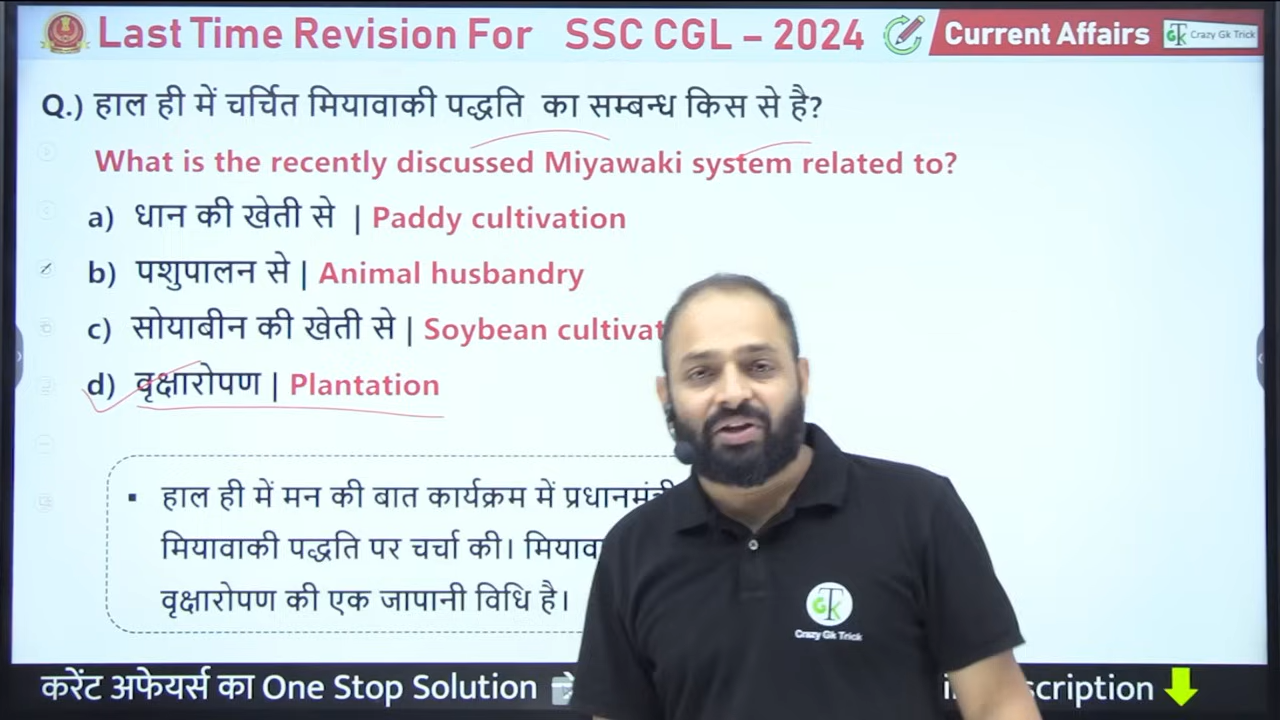 Last Time Revision For SSC CGL – 2024
Current Affairs
GTK Crazy Gk Trick
Q.) हाल ही में चर्चित मियावाकी पद्धति का सम्बन्ध किस से है?
What is the recently discussed Miyawaki system related to?
a) धान की खेती से | Paddy cultivation
b) पशुपालन से | Animal husbandry
c) सोयाबीन की खेती से | Soybean cultivat
d) वृक्षारोपण | Plantation
▪ हाल ही में मन की बात कार्यक्रम में प्रधानमंत्री
मियावाकी पद्धति पर चर्चा की। मियाव
वृक्षारोपण की एक जापानी विधि है।
GTK
Crazy Gk Trick
करेंट अफेयर्स का One Stop Solution
scription